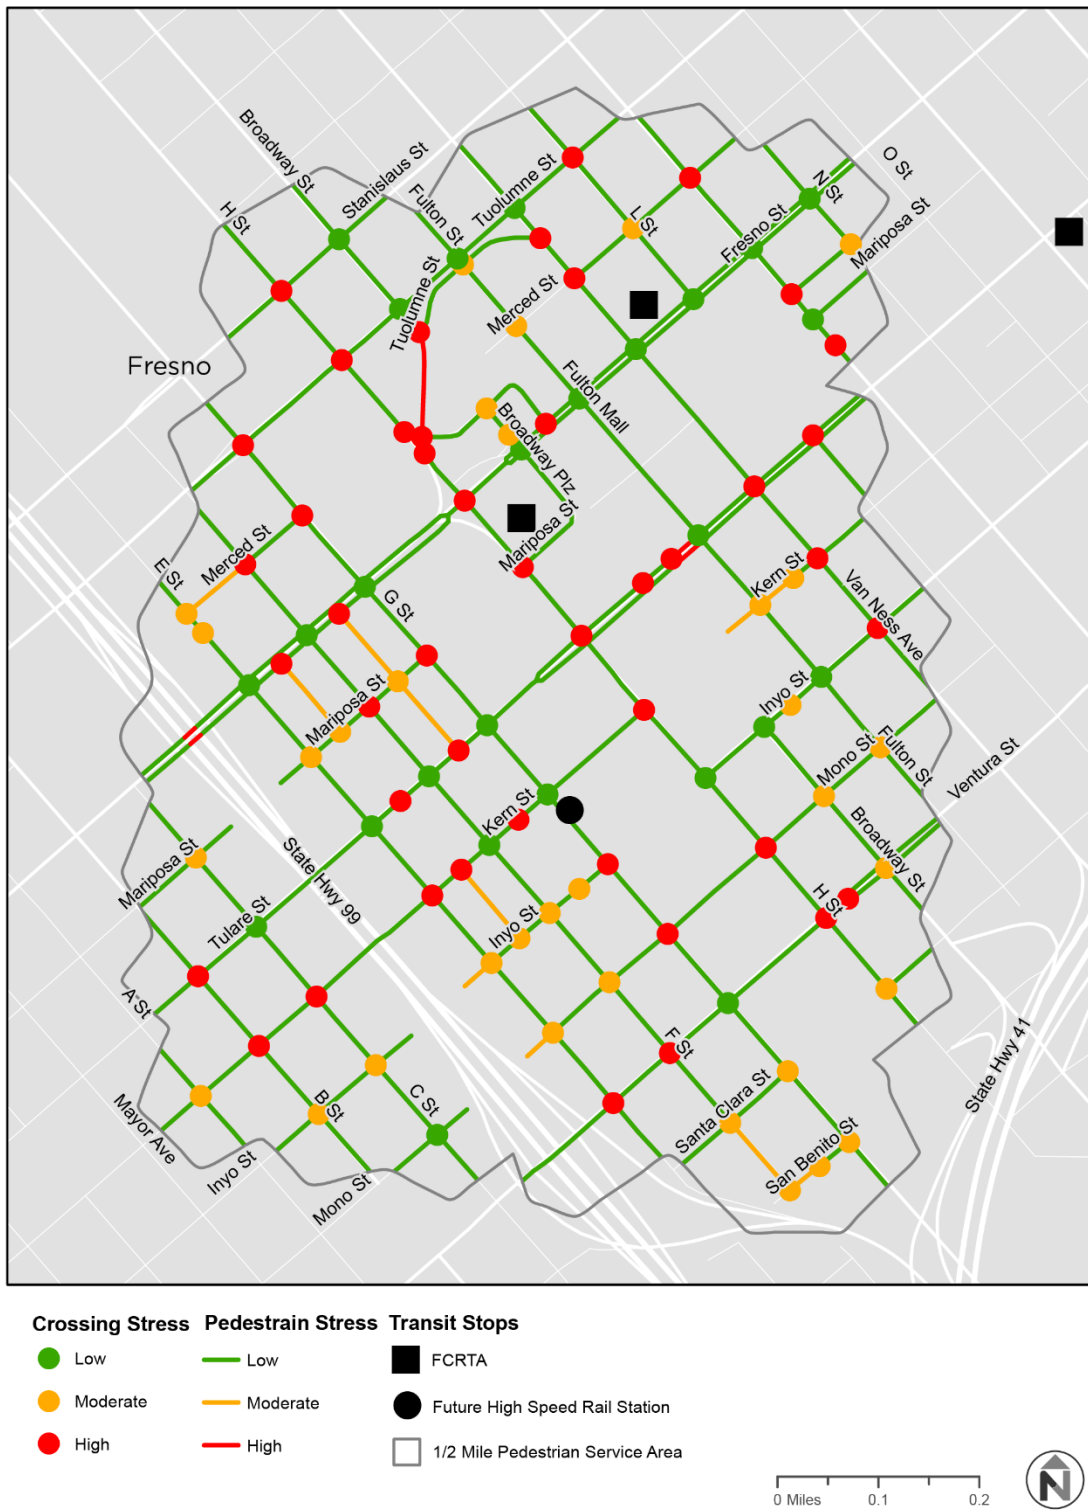 Broadway St
Stanislaus St
O St
H St
Fulton St
Tuolumne St
N St
L St
Mariposa St
Fresno St
Tuolumne St
Merced St
Fresno
Fulton Mall
Broadway Plz
Mariposa St
Merced St
E St
Kern St
Van Ness Ave
G St
Inyo St
Mariposa St
Mono St
Fulton St
Ventura St
Kern St
Broadway St
State Hwy 99
Mariposa St
H St
Tulare St
Inyo St
A St
F St
State Hwy 41
C St
B St
Santa Clara St
Mayor Ave
San Benito St
Inyo St
Mono St
Crossing Stress Pedestrain Stress Transit Stops
Low Low FCRTA
Moderate Moderate Future High Speed Rail Station
High High 1/2 Mile Pedestrian Service Area
0 Miles 0.1 0.2
N